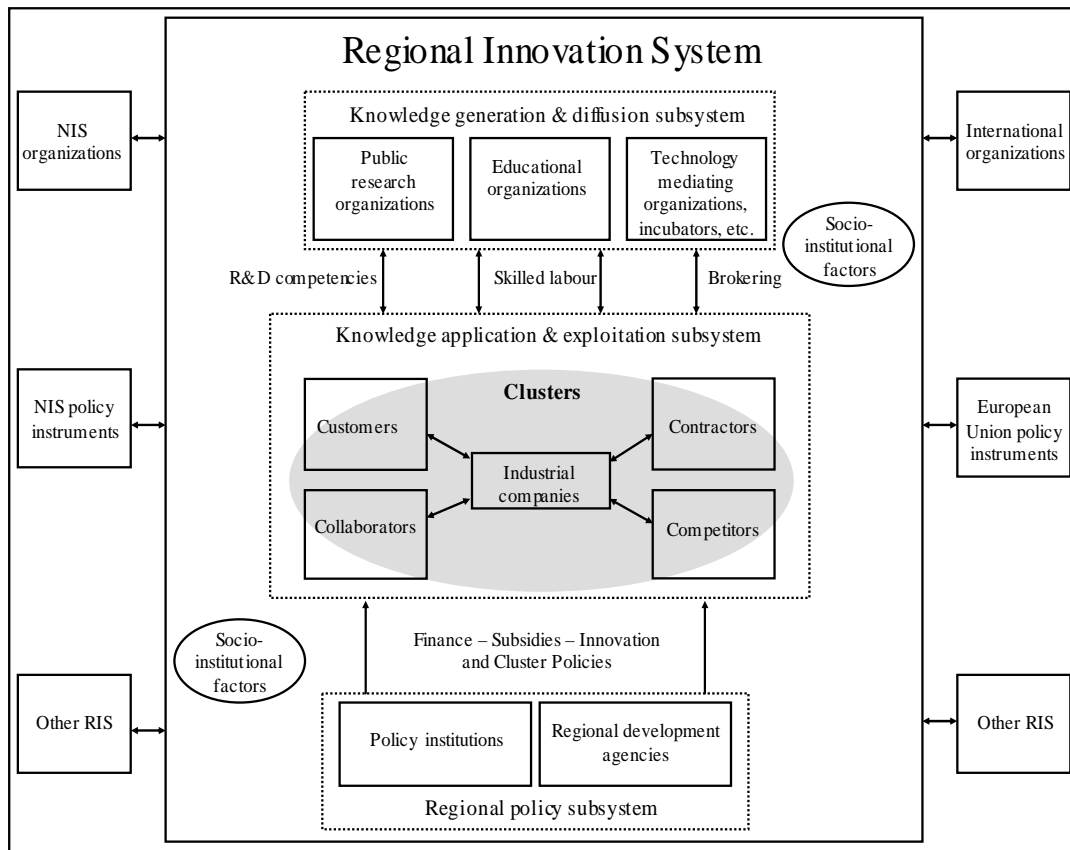 Regional Innovation System
Knowledge generation & diffusion subsystem
Public
research
organizations
Educational
organizations
Technology
mediating
organizations,
incubators, etc.
NIS
organizations
International
organizations
Socio-
institutional
factors
R&D competencies
Skilled labour
Brokering
Knowledge application & exploitation subsystem
Clusters
Customers
Contractors
Industrial
companies
Collaborators
Competitors
NIS policy
instruments
European
Union policy
instruments
Socio-
institutional
factors
Finance – Subsidies – Innovation
and Cluster Policies
Other RIS
Policy institutions
Regional development
agencies
Regional policy subsystem
Other RIS